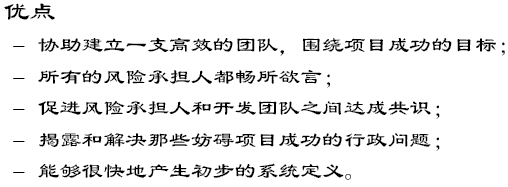 优点
– 协助建立一支高效的团队，围绕项目成功的目标；
– 所有的风险承担人都畅所欲言；
– 促进风险承担人和开发团队之间达成共识；
– 揭露和解决那些妨碍项目成功的行政问题；
– 能够很快地产生初步的系统定义。